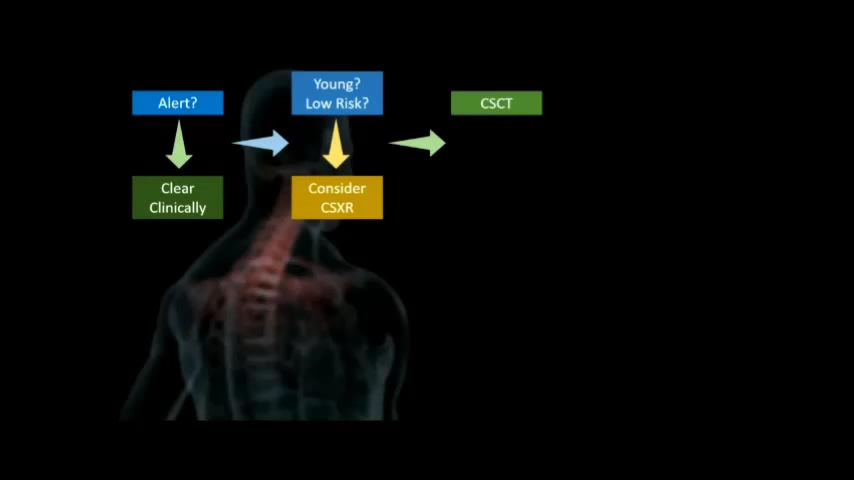 Alert?
Young?
Low Risk?
CSCT
Clear
Clinically
Consider
CSXR